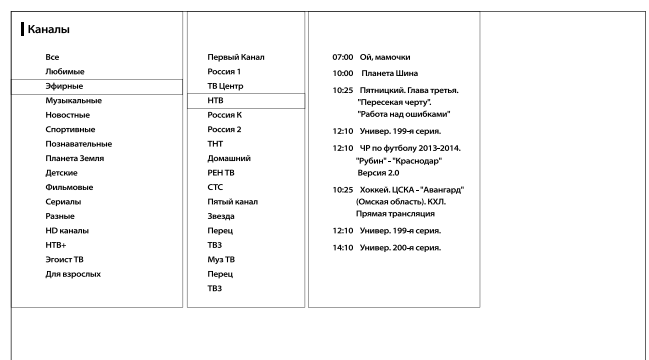 Каналы
Все
Любимые
Эфирные
Музыкальные
Новостные
Спортивные
Познавательные
Планета Земля
Детские
Фильмовые
Сериалы
Разные
HD каналы
НТВ+
Эгоист ТВ
Для взрослых
Первый Канал
Россия 1
ТВ Центр
НТВ
Россия К
Россия 2
ТНТ
Домашний
РЕН ТВ
СТС
Пятый канал
Звезда
Перец
ТВ3
Муз ТВ
Перец
ТВ3
07:00 Ой, мамочки
10:00 Планета Шина
10:25 Пятницкий. Глава третья.
"Пересекая черту".
"Работа над ошибками"
12:10 Универ. 199-я серия.
12:10 ЧР по футболу 2013-2014.
"Рубин" - "Краснодар"
Версия 2.0
10:25 Хоккей. ЦСКА - "Авангард"
(Омская область). КХЛ.
Прямая трансляция
12:10 Универ. 199-я серия.
14:10 Универ. 200-я серия.